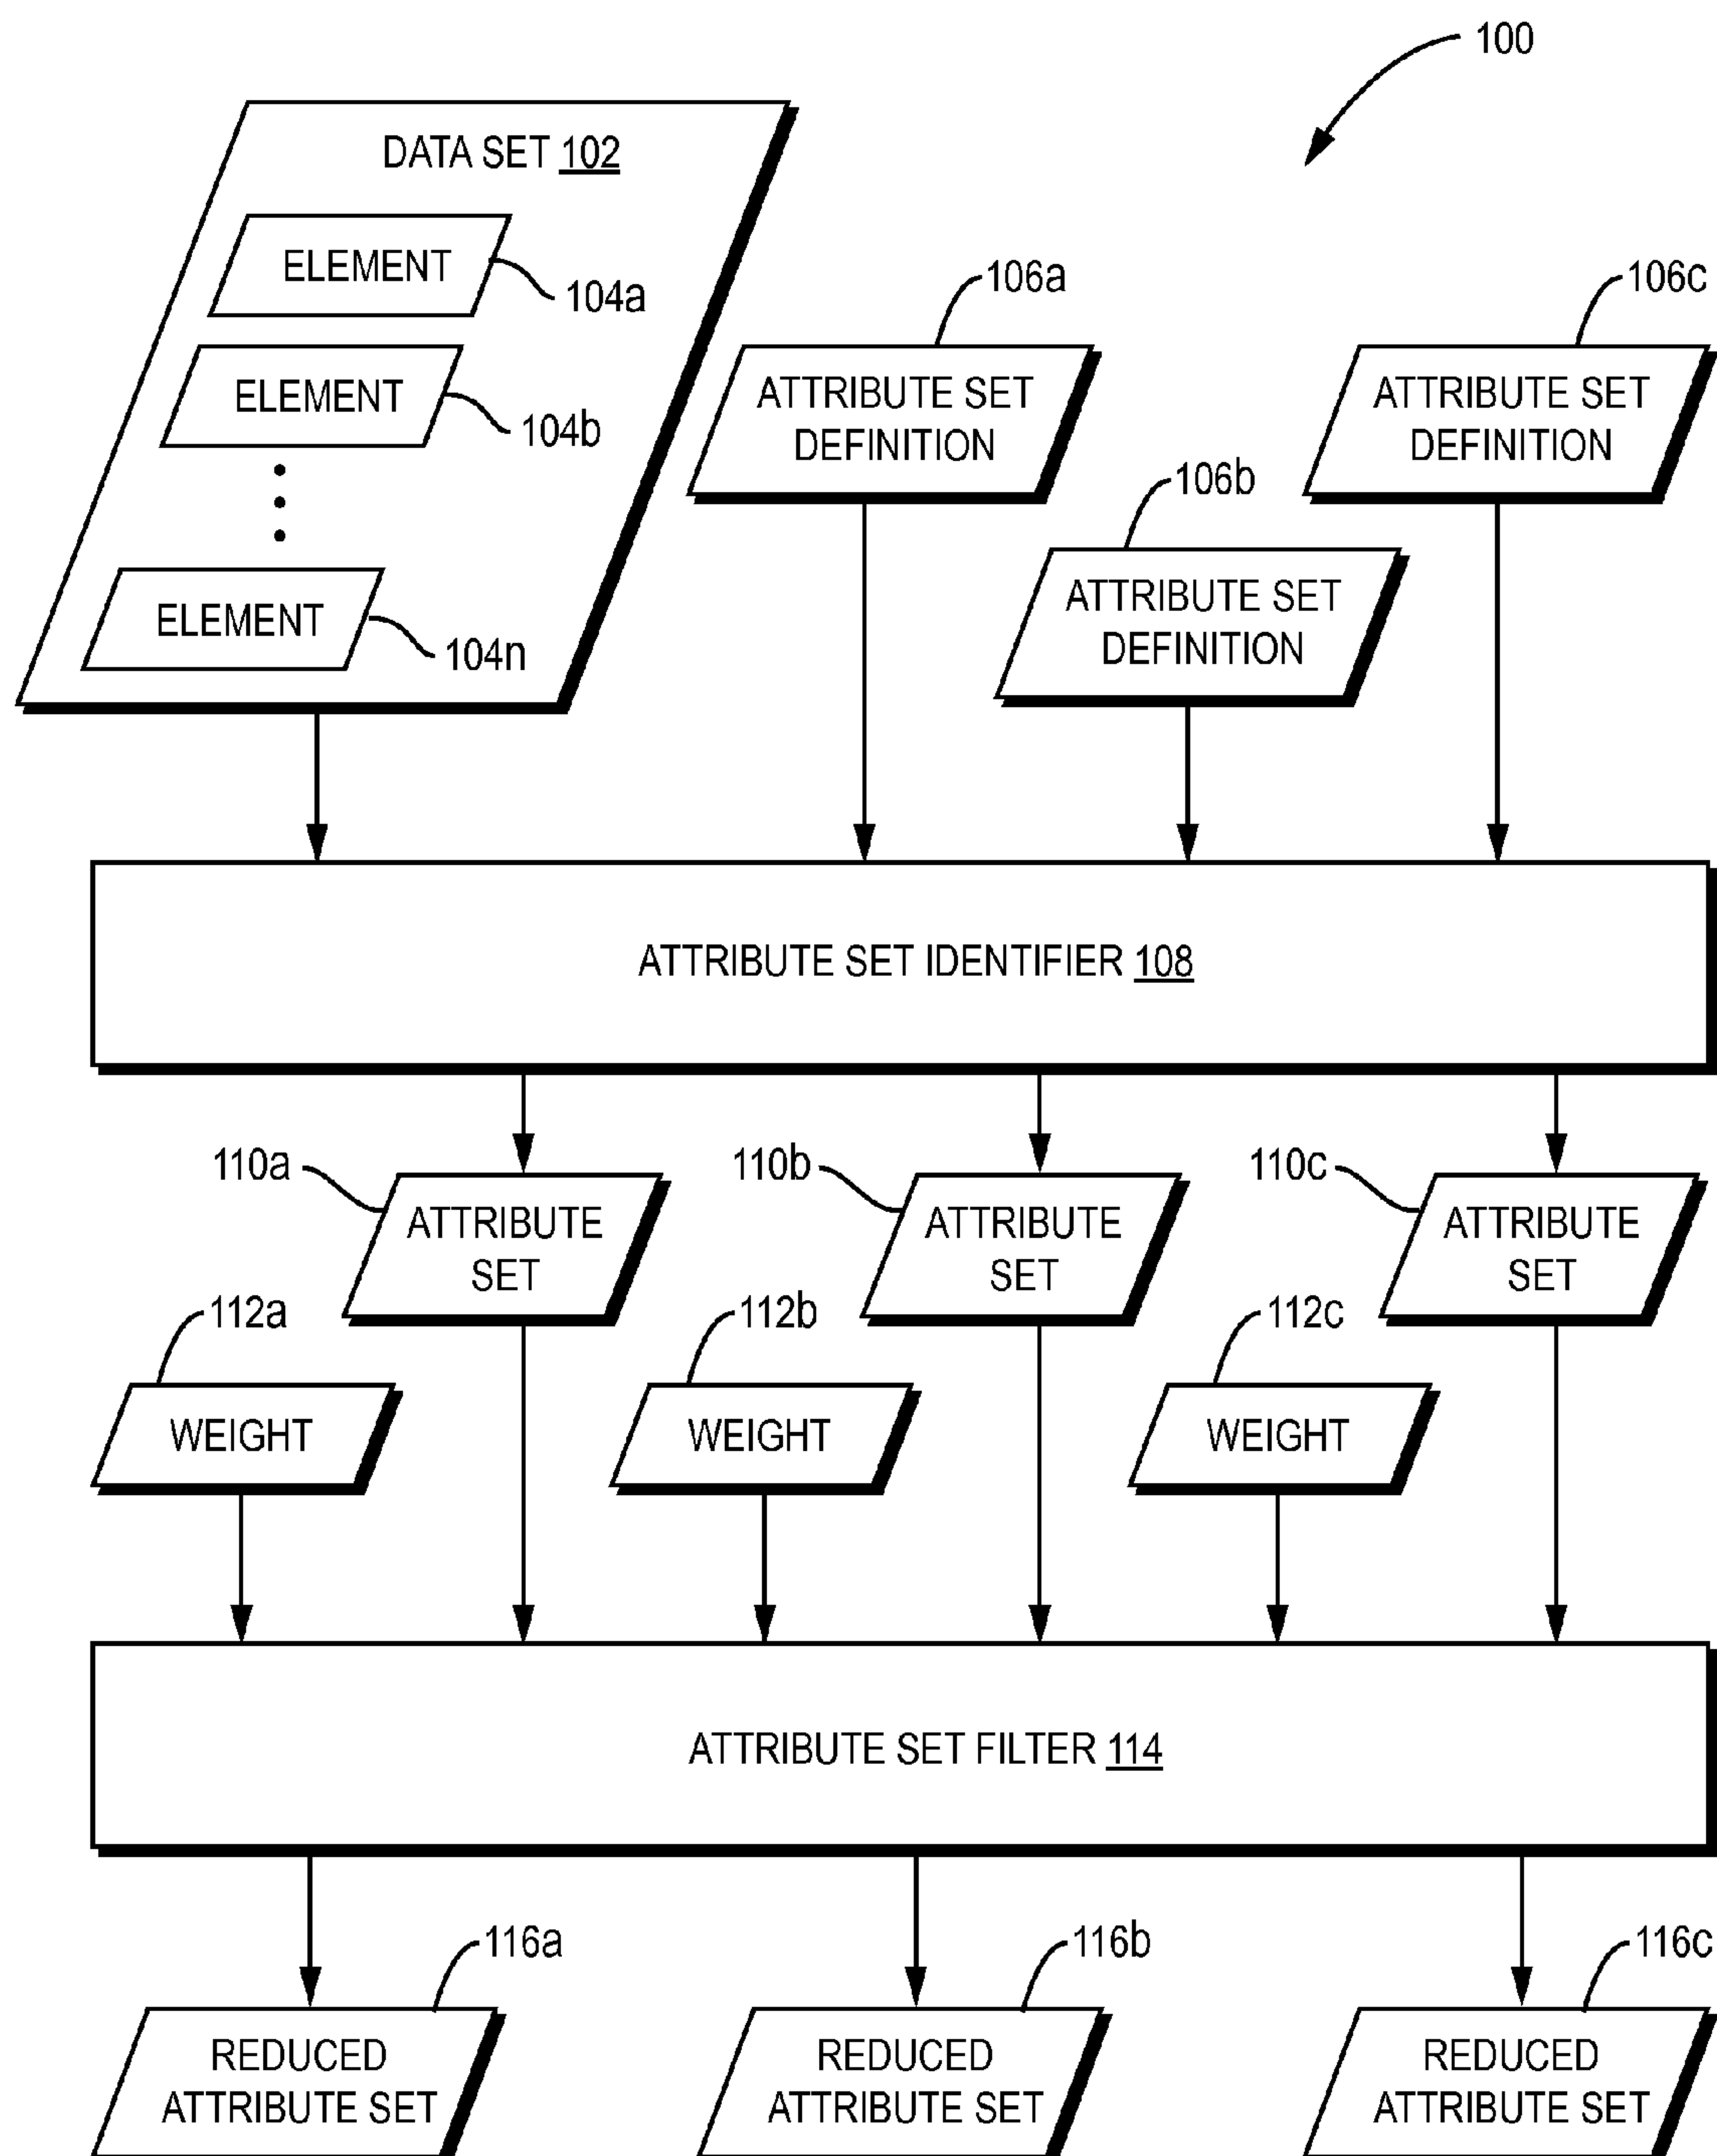 100
DATA SET 102
ELEMENT
104a
ELEMENT
104b
ELEMENT
104n
106a
ATTRIBUTE SET
DEFINITION
106b
ATTRIBUTE SET
DEFINITION
106c
ATTRIBUTE SET
DEFINITION
ATTRIBUTE SET IDENTIFIER 108
110a
ATTRIBUTE
SET
110b
ATTRIBUTE
SET
110c
ATTRIBUTE
SET
112a
WEIGHT
112b
WEIGHT
112c
WEIGHT
ATTRIBUTE SET FILTER 114
116a
REDUCED
ATTRIBUTE SET
116b
REDUCED
ATTRIBUTE SET
116c
REDUCED
ATTRIBUTE SET